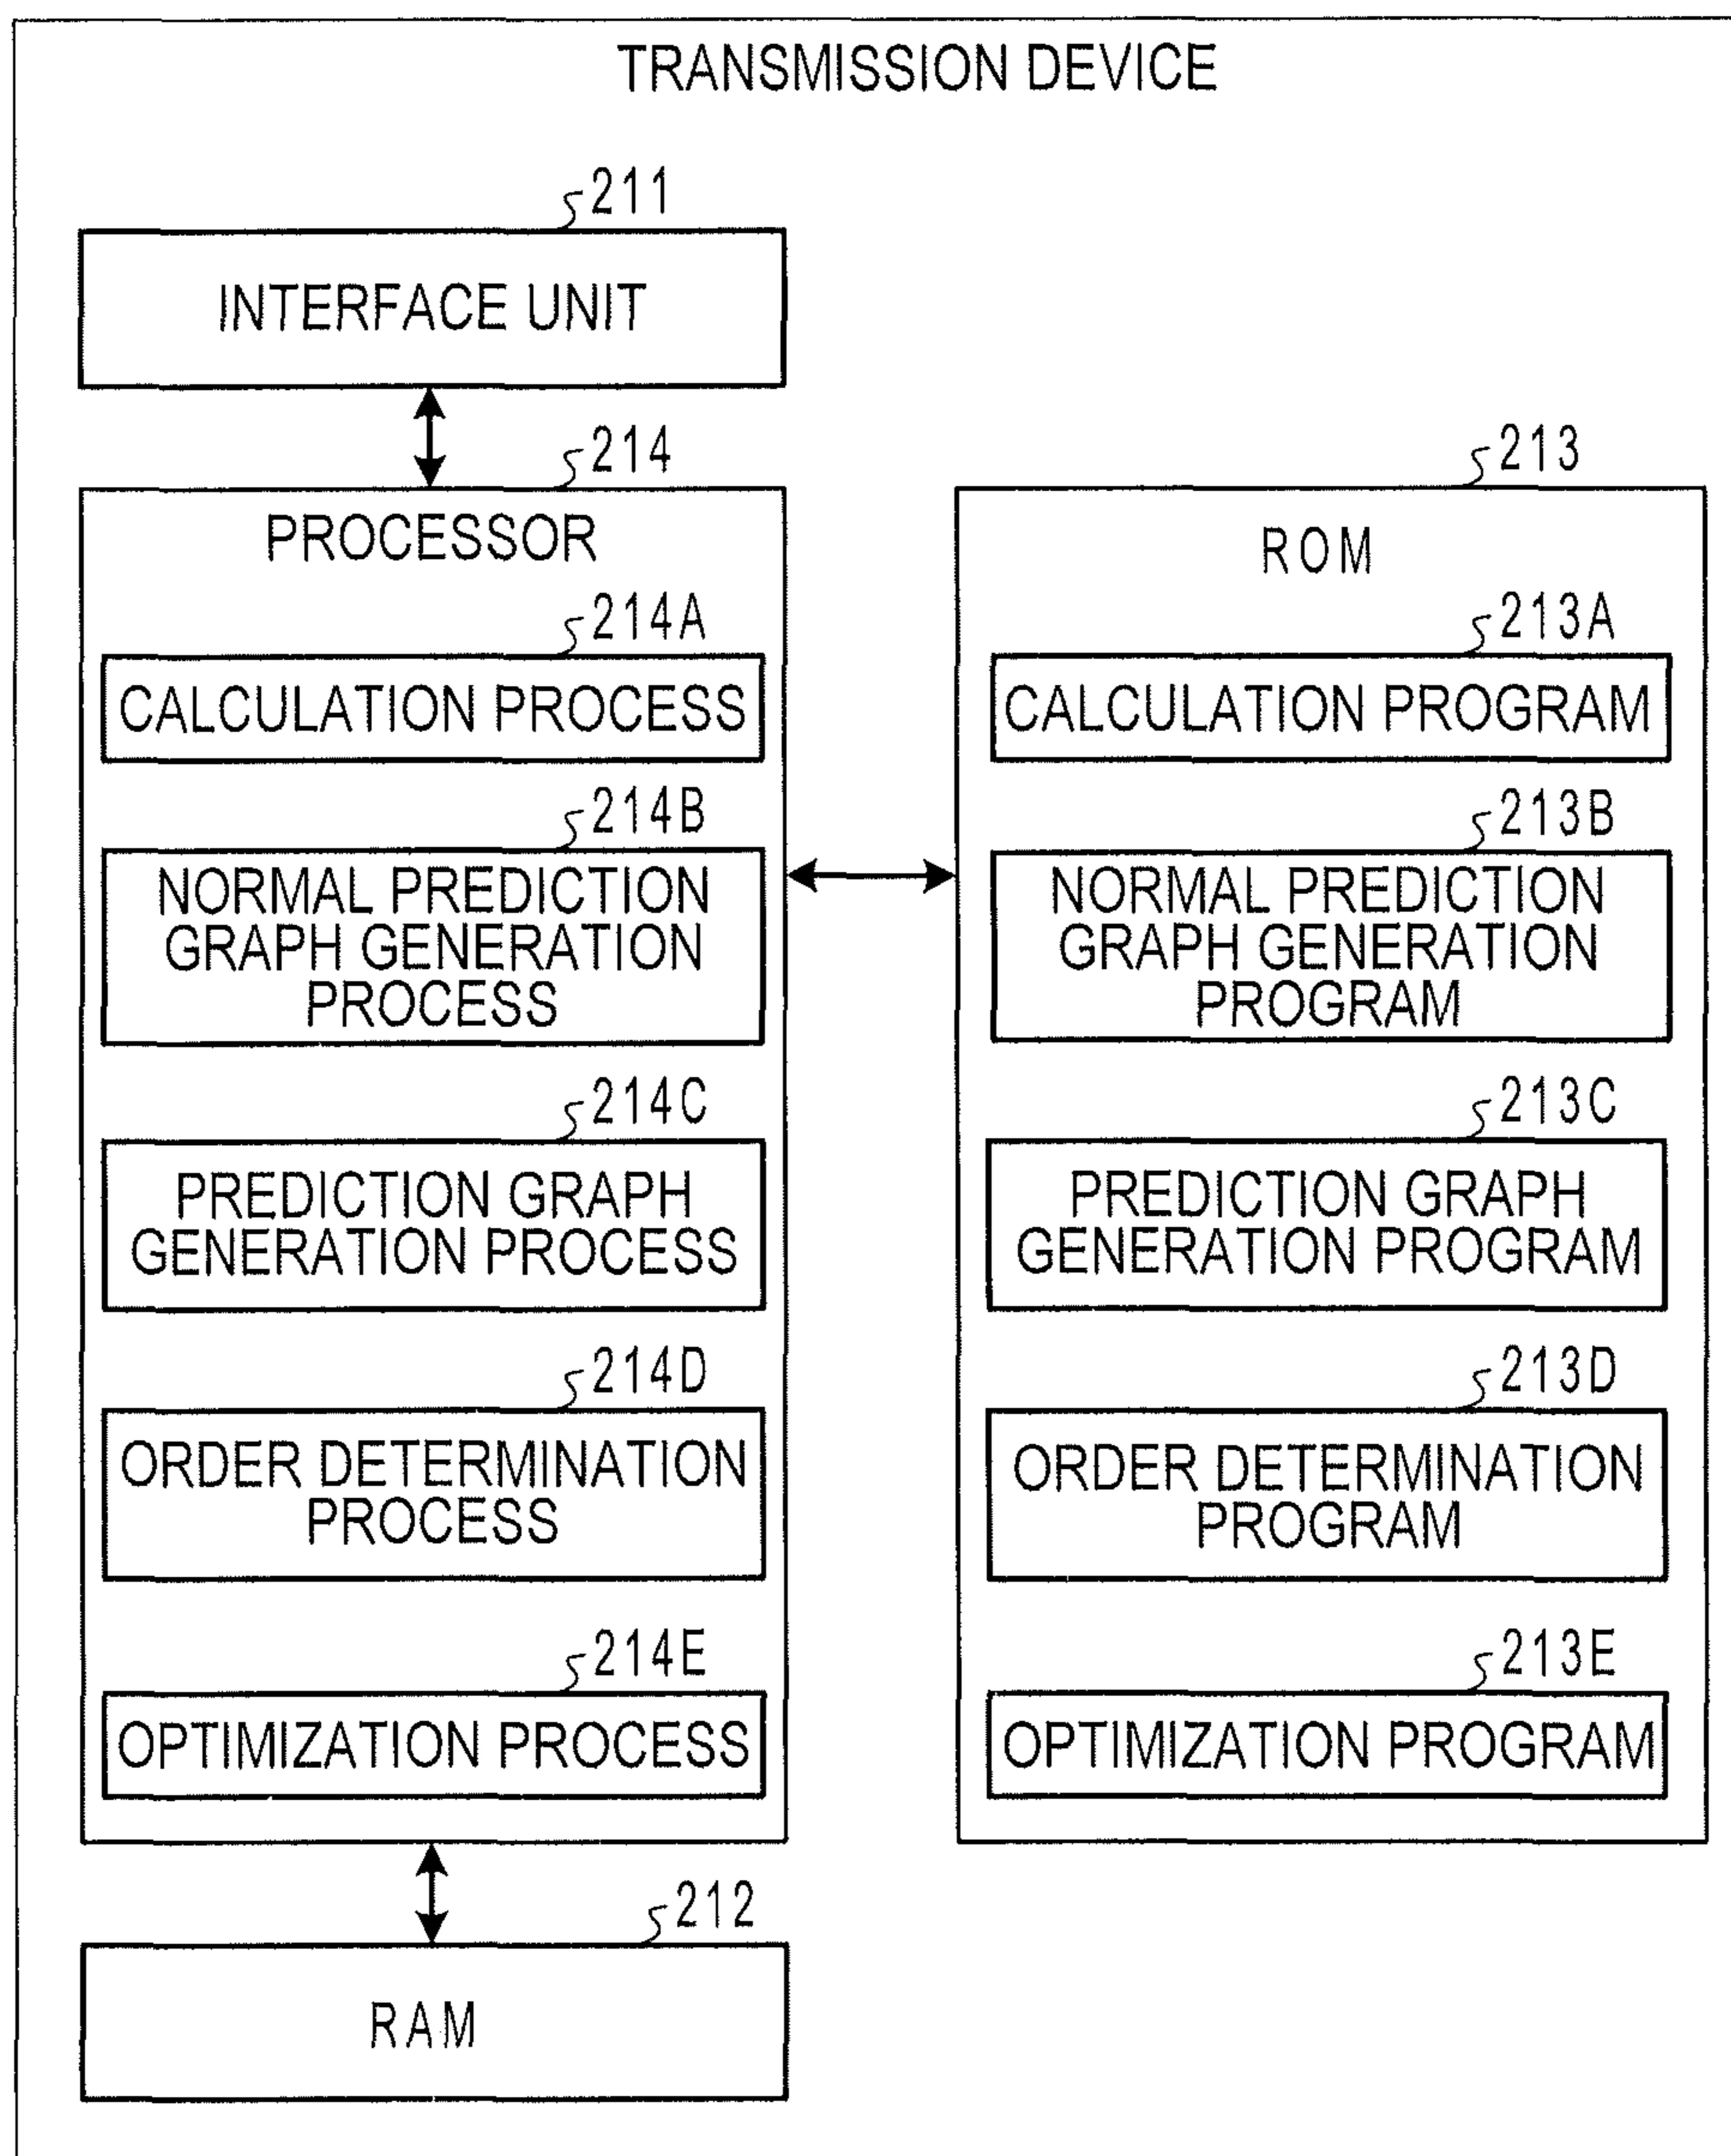 TRANSMISSION DEVICE
211
INTERFACE UNIT
214
PROCESSOR
214A
CALCULATION PROCESS
214B
NORMAL PREDICTION
GRAPH GENERATION
PROCESS
214C
PREDICTION GRAPH
GENERATION PROCESS
214D
ORDER DETERMINATION
PROCESS
214E
OPTIMIZATION PROCESS
213
ROM
213A
CALCULATION PROGRAM
213B
NORMAL PREDICTION
GRAPH GENERATION
PROGRAM
213C
PREDICTION GRAPH
GENERATION PROGRAM
213D
ORDER DETERMINATION
PROGRAM
213E
OPTIMIZATION PROGRAM
212
RAM